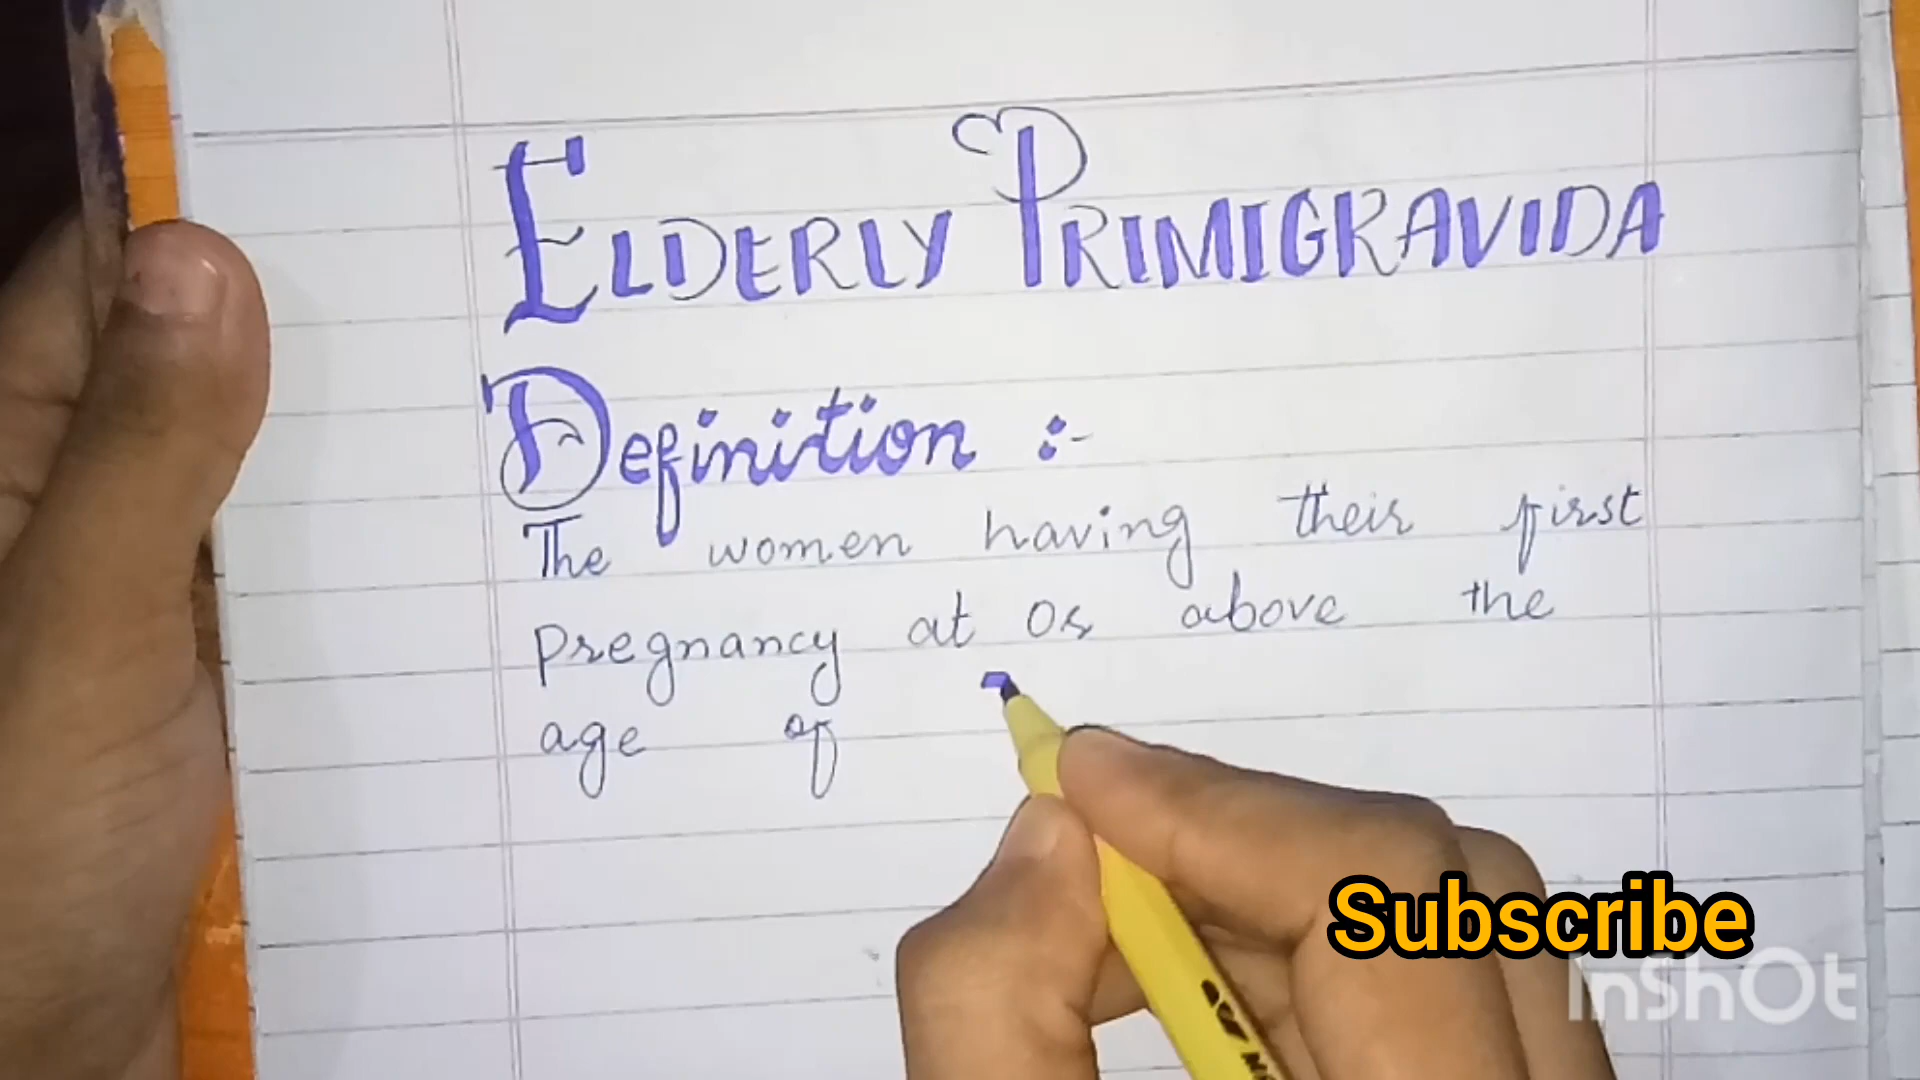 ELDERLY PRIMIGRAVIDA
Definition :-
The women having their first
pregnancy at or above the
age of
Subscribe
InShOt